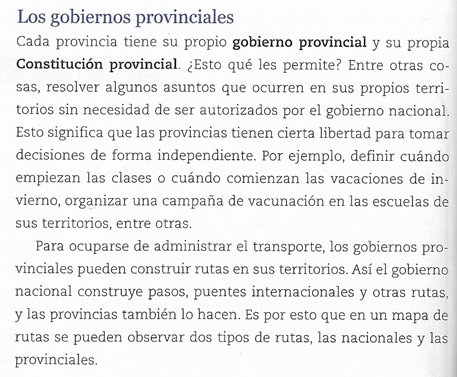 Los gobiernos provinciales
Cada provincia tiene su propio gobierno provincial y su propia
Constitución provincial. ¿Esto qué les permite? Entre otras co-
sas, resolver algunos asuntos que ocurren en sus propios terri-
torios sin necesidad de ser autorizados por el gobierno nacional.
Esto significa que las provincias tienen cierta libertad para tomar
decisiones de forma independiente. Por ejemplo, definir cuándo
empiezan las clases o cuándo comienzan las vacaciones de in-
vierno, organizar una campaña de vacunación en las escuelas de
sus territorios, entre otras.
Para ocuparse de administrar el transporte, los gobiernos pro-
vinciales pueden construir rutas en sus territorios. Así el gobierno
nacional construye pasos, puentes internacionales y otras rutas,
y las provincias también lo hacen. Es por esto que en un mapa de
rutas se pueden observar dos tipos de rutas, las nacionales y las
provinciales.